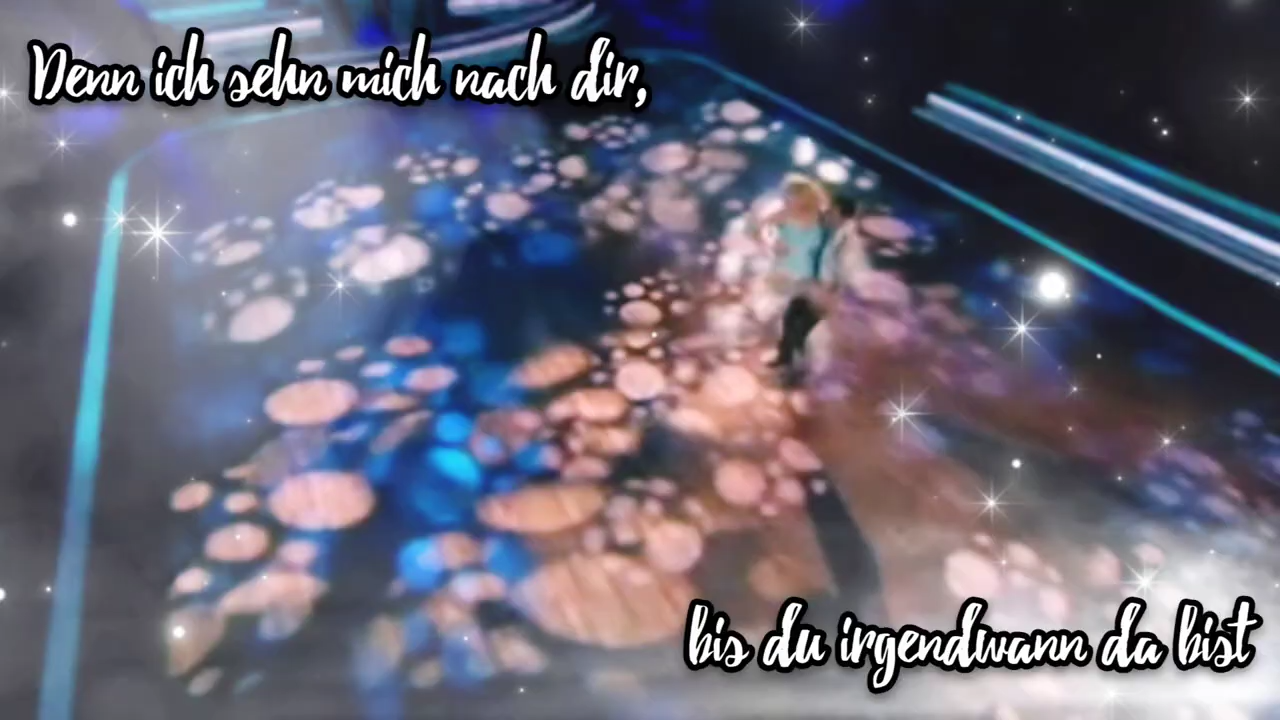 Denn ich sehn mich nach dir,
bis du irgendwann da bist